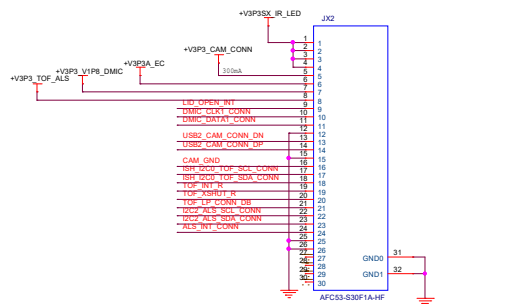 +V3P3SX_IR_LED
JX2
+V3P3_CAM_CONN
+V3P3A_EC
+V3P3_V1P8_DMIC
+V3P3_TOF_ALS
300mA
1 1
2 2
3 3
4 4
5 5
6 6
7 7
8 8
LID_OPEN_INT 9 9
DMIC_CLK1_CONN 10 10
DMIC_DATAT_CONN 11 11
12 12
USB2_CAM_CONN_DN 13 13
USB2_CAM_CONN_DP 14 14
15 15
CAM_GND 16 16
ISH_I2C0_TOF_SCL_CONN 17 17
ISH_I2C0_TOF_SDA_CONN 18 18
TOF_INT_R 19 19
TOF_XSHUT_R 20 20
TOF_LP_CONN_DB 21 21
I2C2_ALS_SCL_CONN 22 22
I2C2_ALS_SDA_CONN 23 23
ALS_INT_CONN 24 24
25 25
26 26
27 27 GND0 31
28 28
29 29 GND1 32
30 30
AFC53-S30F1A-HF